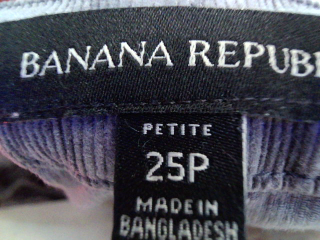 BANANA REPUBL
PETITE
25P
MADE IN
BANGLADESH